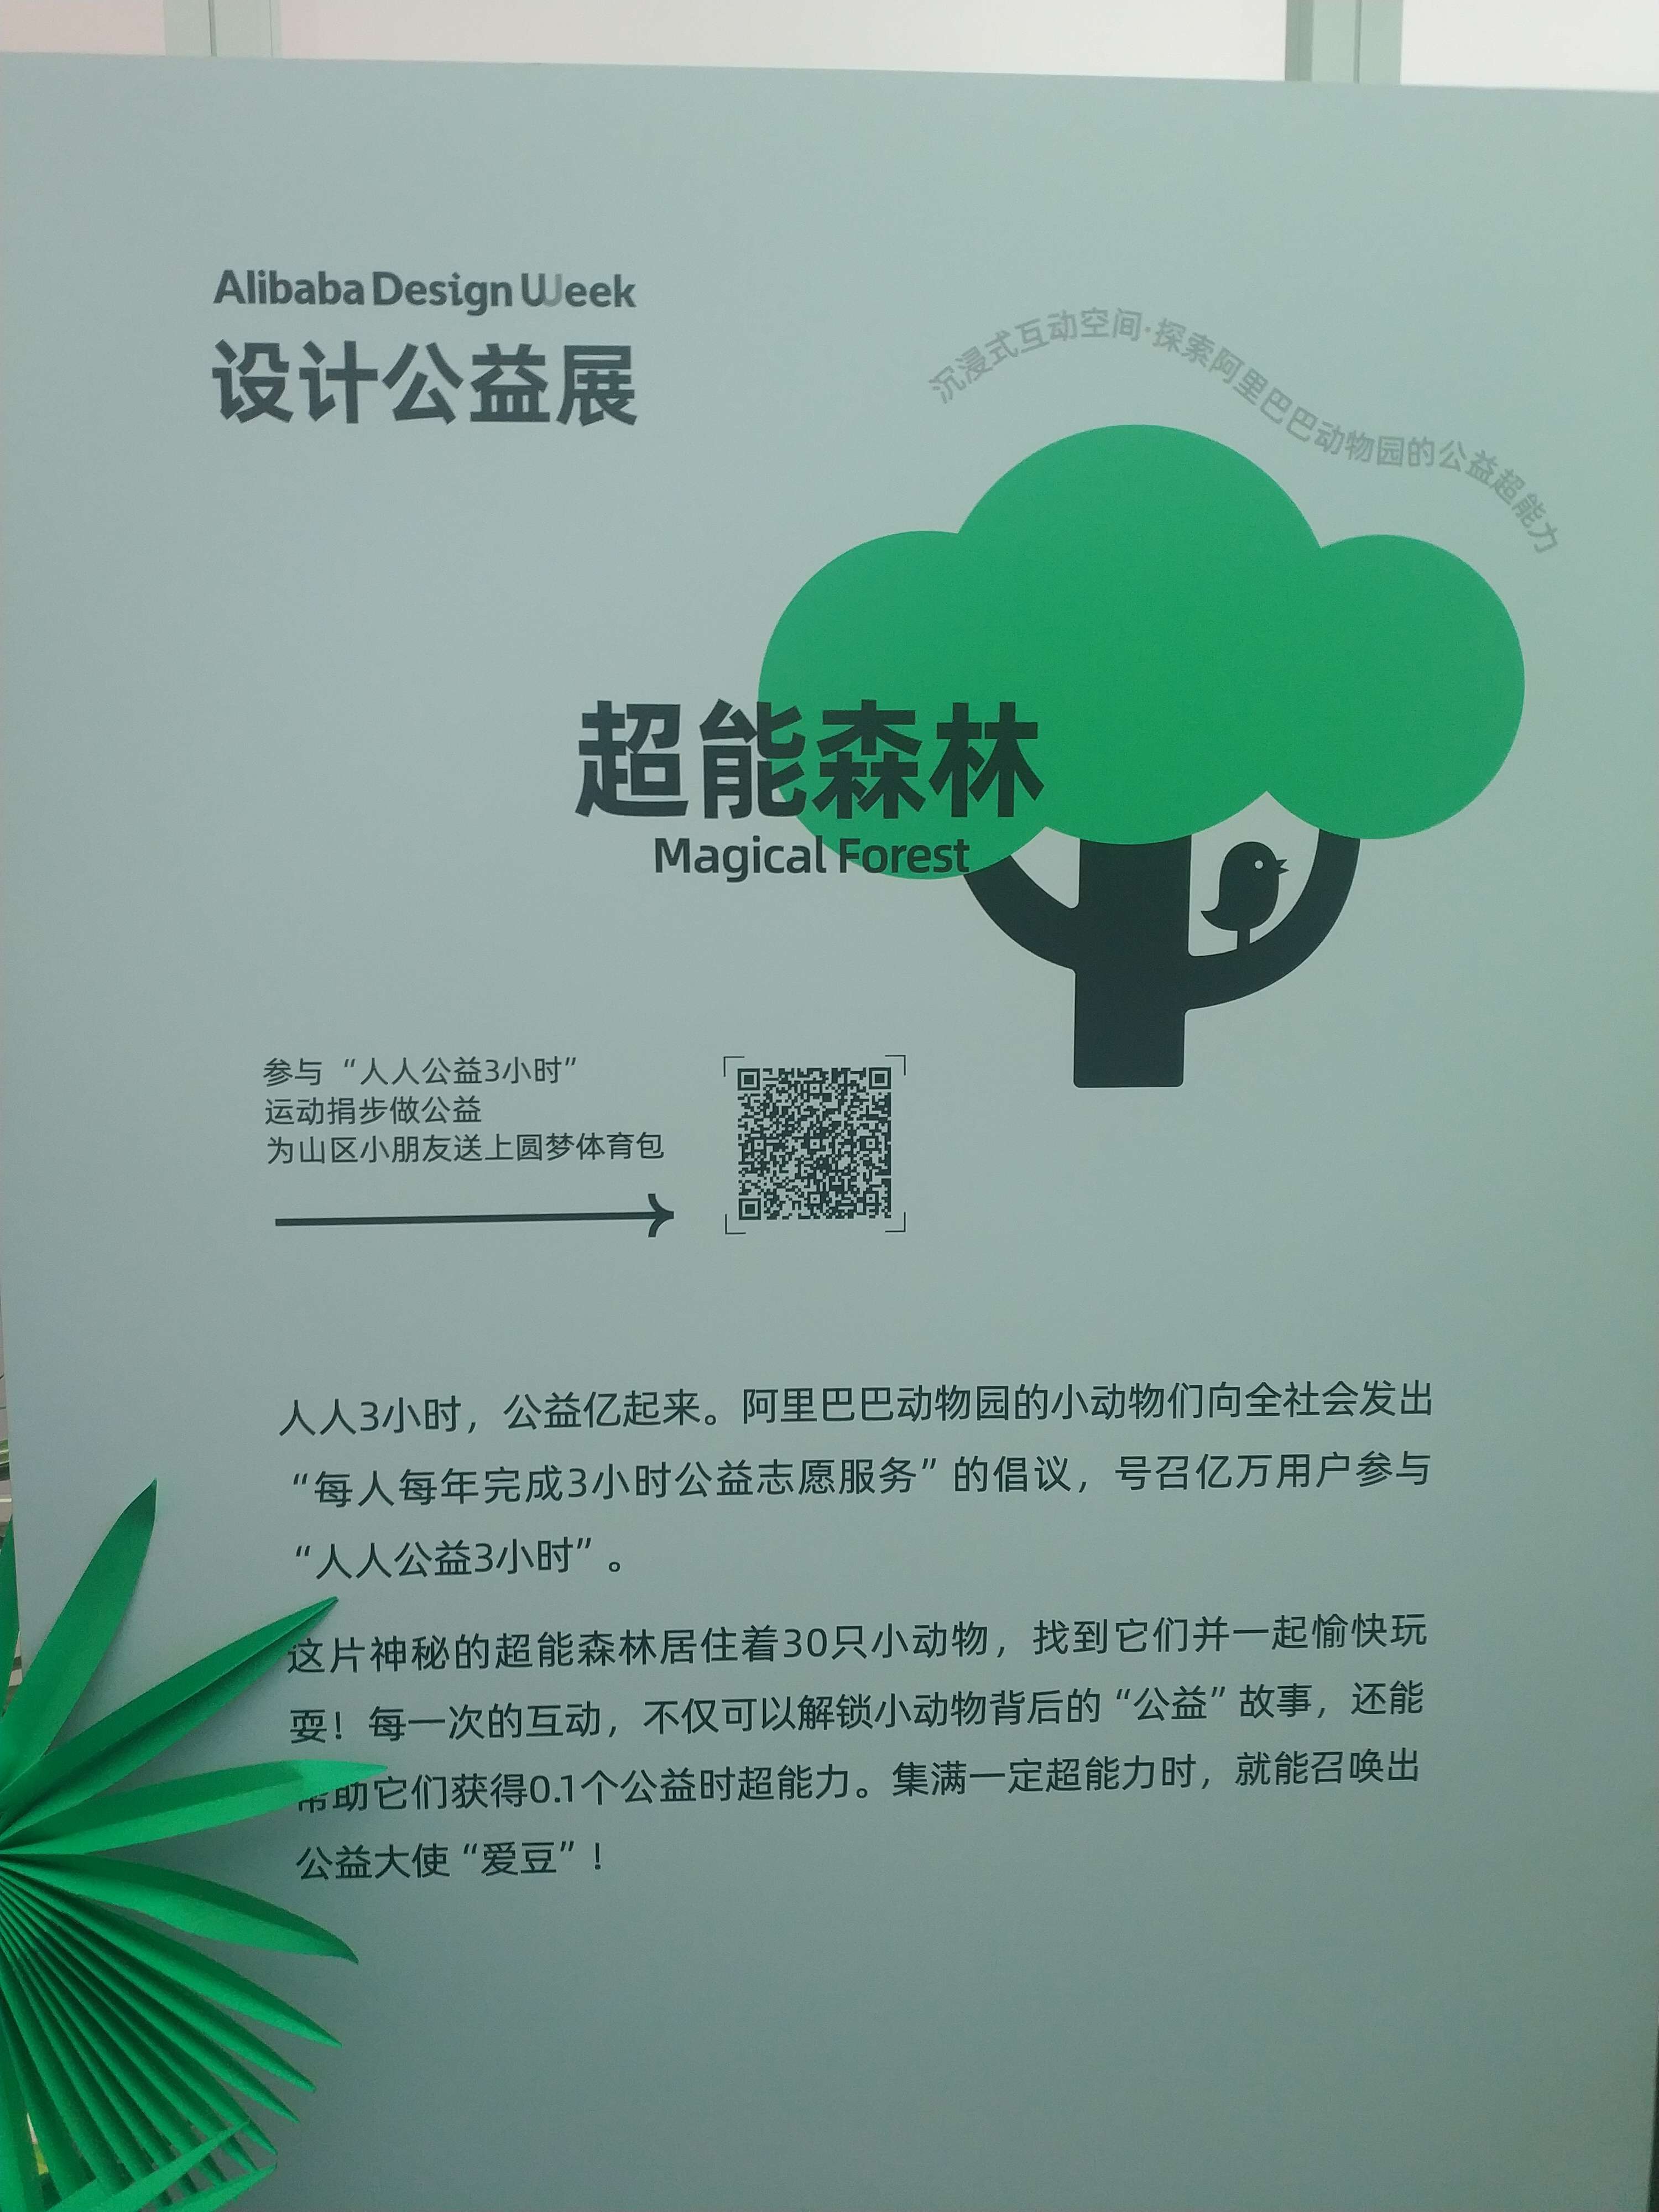 Alibaba Design Week
设计公益展
沉浸式互动空间·探索阿里巴巴动物园的公益超能力
超能森林
Magical Forest
参与“人人公益3小时”
运动捐步做公益
为山区小朋友送上圆梦体育包
人人3小时，公益亿起来。阿里巴巴动物园的小动物们向全社会发出
“每人每年完成3小时公益志愿服务”的倡议，号召亿万用户参与
“人人公益3小时”。
这片神秘的超能森林居住着30只小动物，找到它们并一起愉快玩
耍！每一次的互动，不仅可以解锁小动物背后的“公益”故事，还能
帮助它们获得0.1个公益时超能力。集满一定超能力时，就能召唤出
公益大使“爱豆”！